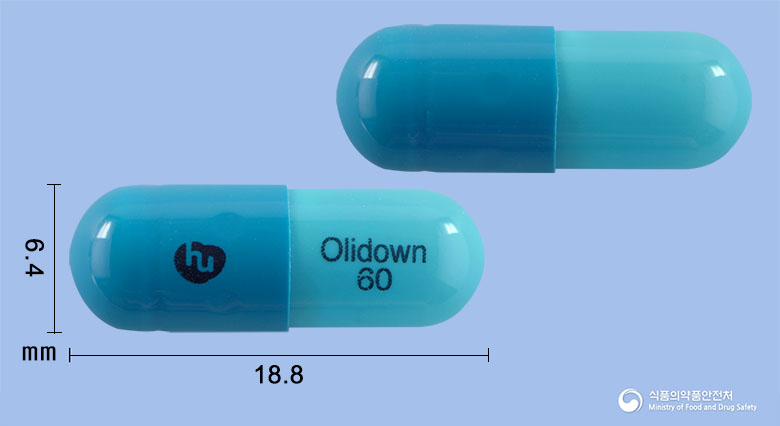 6.4
mm
18.8
hu
Olidown
60
식품의약품안전처
Ministry of Food and Drug Safety